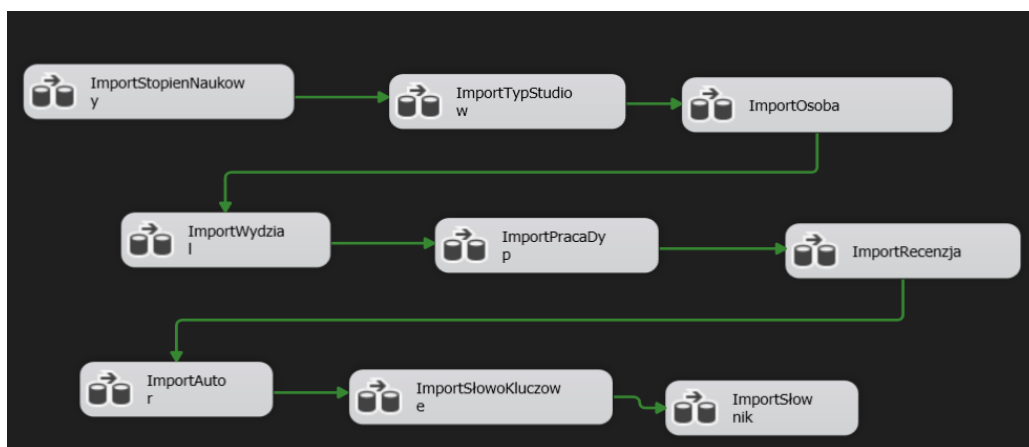 ImportStopienNaukow
y
ImportTypStudio
w
ImportOsoba
ImportWydzia
l
ImportPracaDy
p
ImportRecenzja
ImportAuto
r
ImportSłowoKluczow
e
ImportSłow
nik